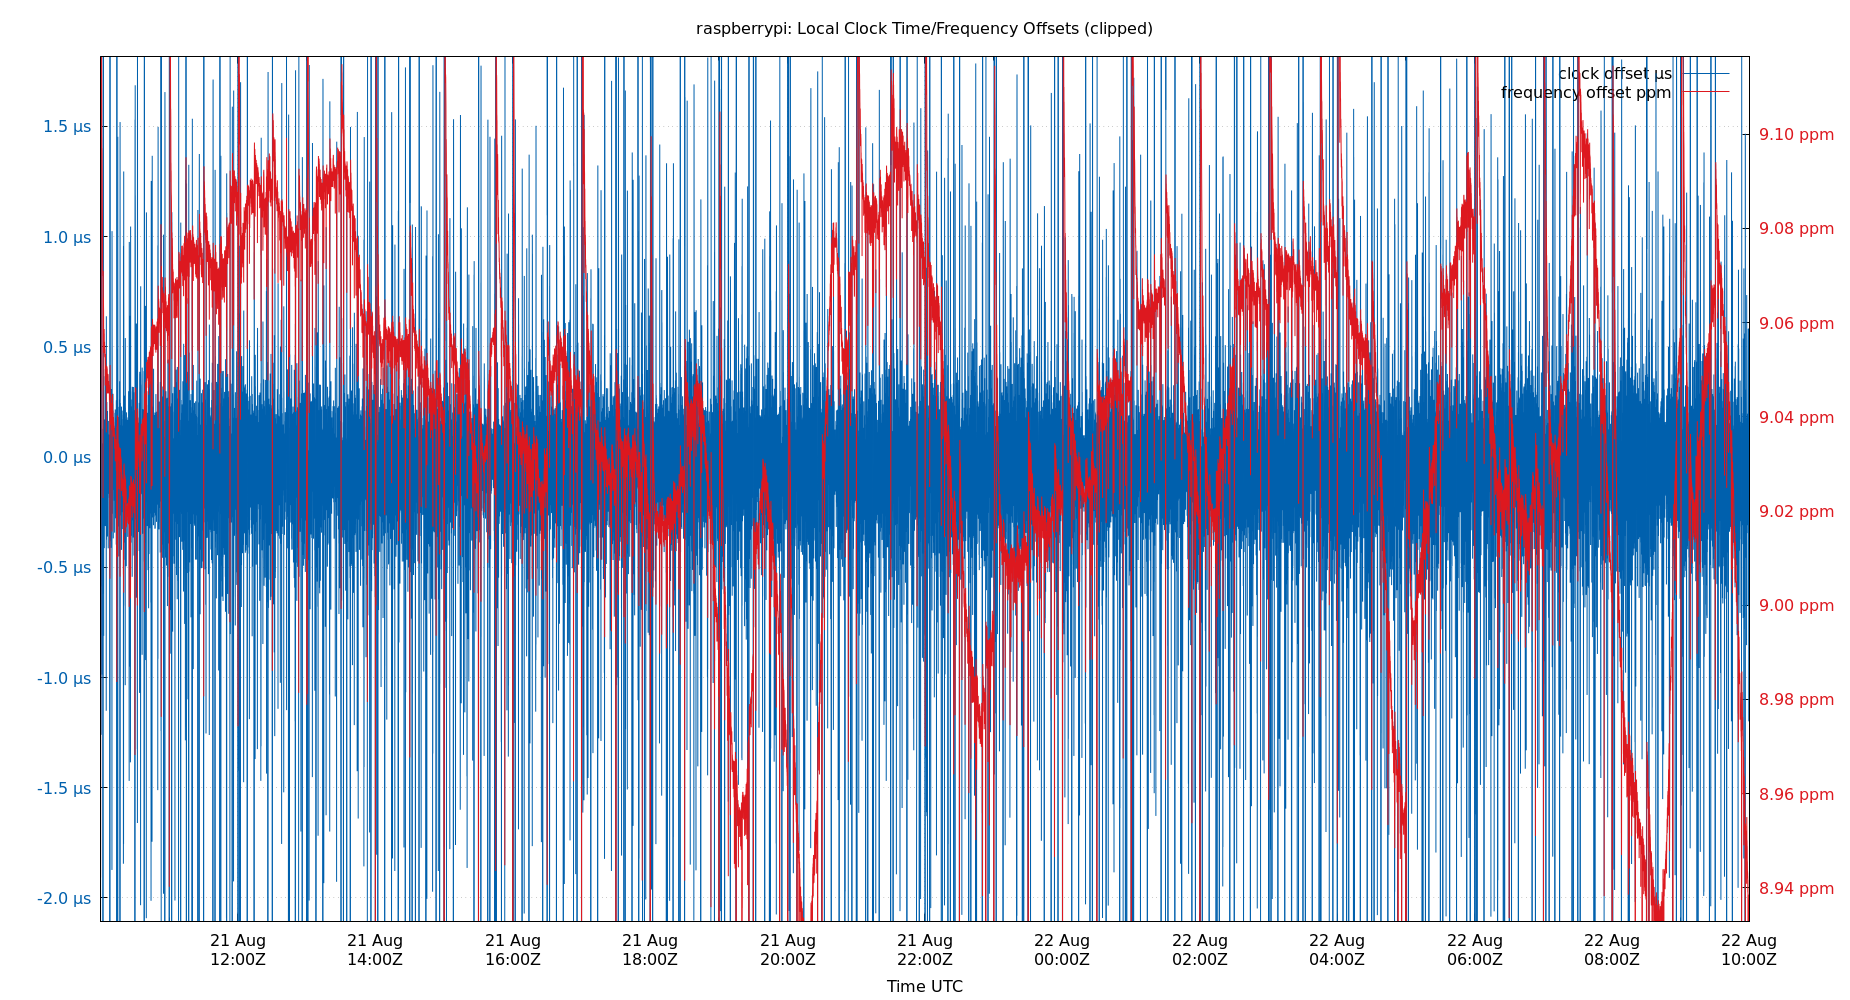 raspberrypi: Local Clock Time/Frequency Offsets (clipped)
clock offset µs
frequency offset ppm
1.5 µs
1.0 µs
0.5 µs
0.0 µs
-0.5 µs
-1.0 µs
-1.5 µs
-2.0 µs
9.10 ppm
9.08 ppm
9.06 ppm
9.04 ppm
9.02 ppm
9.00 ppm
8.98 ppm
8.96 ppm
8.94 ppm
21 Aug 21 Aug 21 Aug 21 Aug 21 Aug 21 Aug 22 Aug 22 Aug 22 Aug 22 Aug 22 Aug 22 Aug
12:00Z 14:00Z 16:00Z 18:00Z 20:00Z 22:00Z 00:00Z 02:00Z 04:00Z 06:00Z 08:00Z 10:00Z
Time UTC